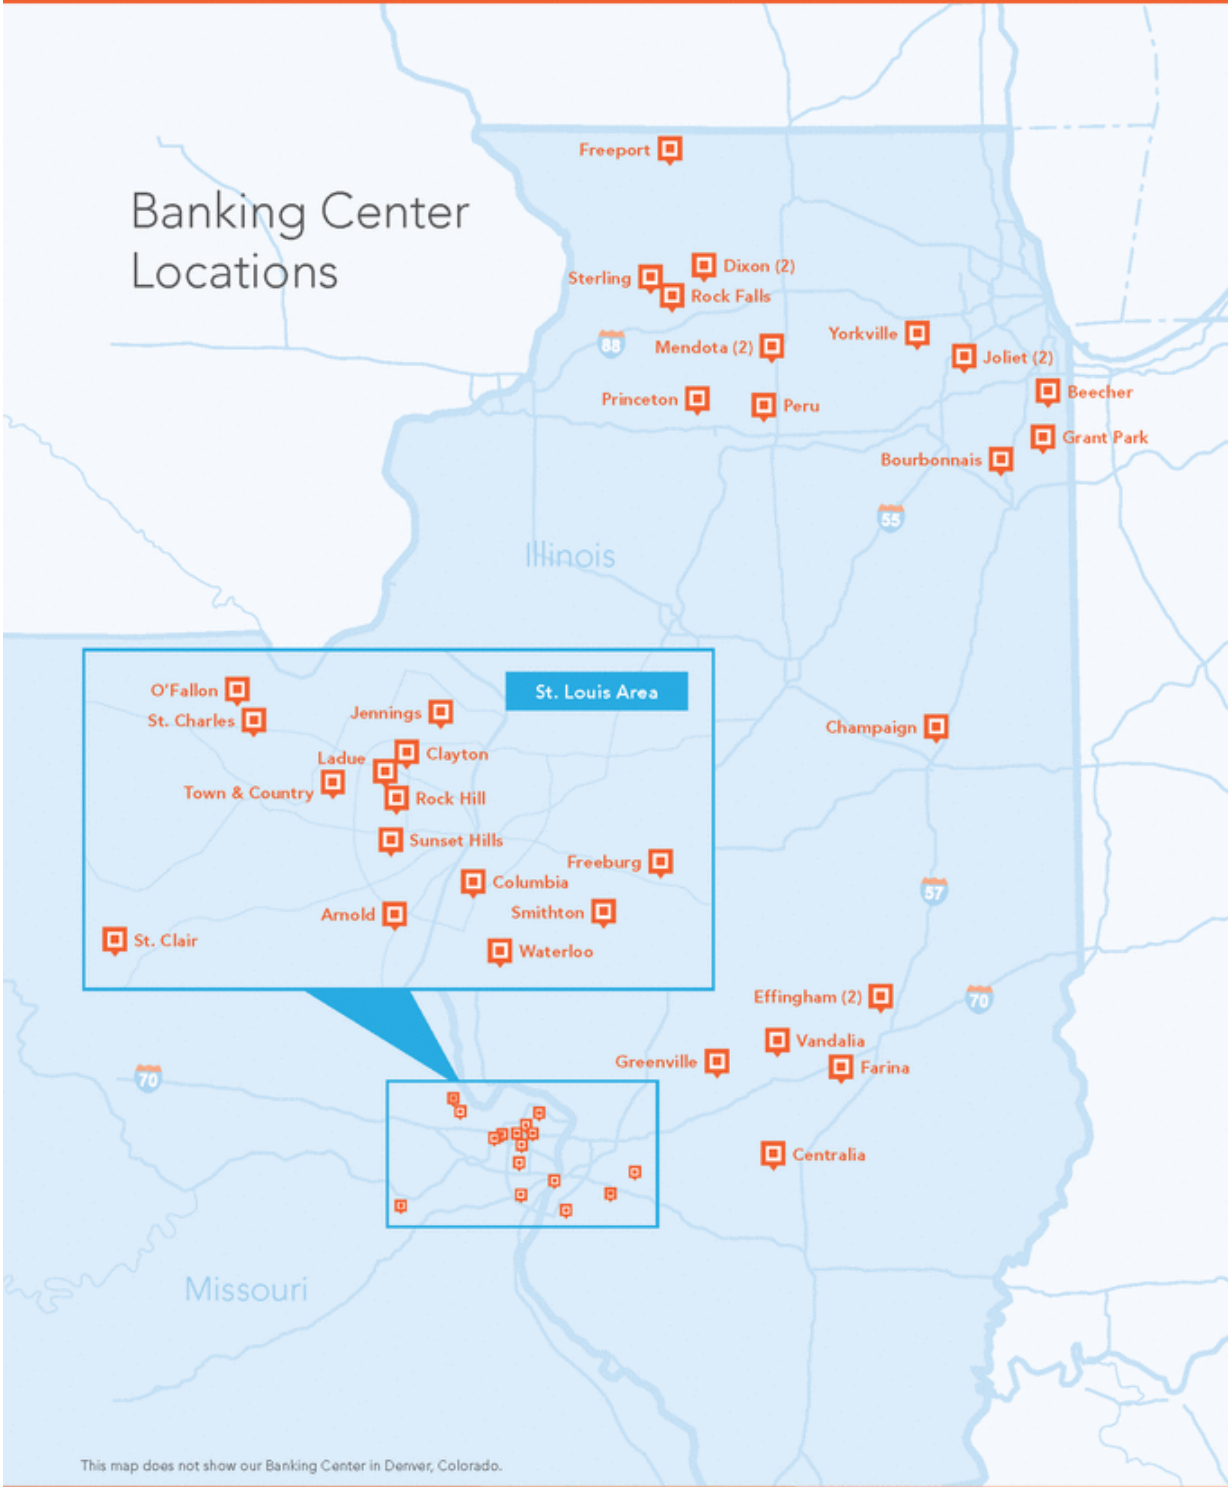 Banking Center
Locations
Freeport
Dixon (2)
Sterling
Rock Falls
Yorkville
88
Mendota (2)
Joliet (2)
Beecher
Princeton
Peru
Grant Park
Bourbonnais
55
Illinois
St. Louis Area
O'Fallon
St. Charles
Jennings
Clayton
Ladue
Town & Country
Rock Hill
Sunset Hills
Freeburg
Columbia
Smithton
Arnold
St. Clair
Waterloo
Champaign
57
Effingham (2)
70
Vandalia
Greenville
Farina
70
Centralia
Missouri
This map does not show our Banking Center in Denver, Colorado.